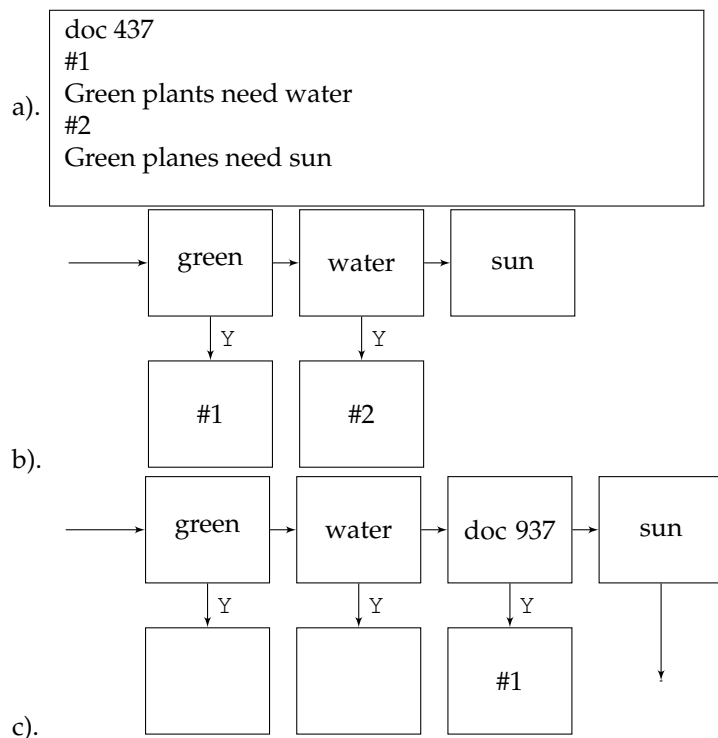 doc 437
#1
a). Green plants need water
#2
Green planes need sun
green water sun
Y Y
#1 #2
b).
green water doc 937 sun
Y Y Y
#1
c).